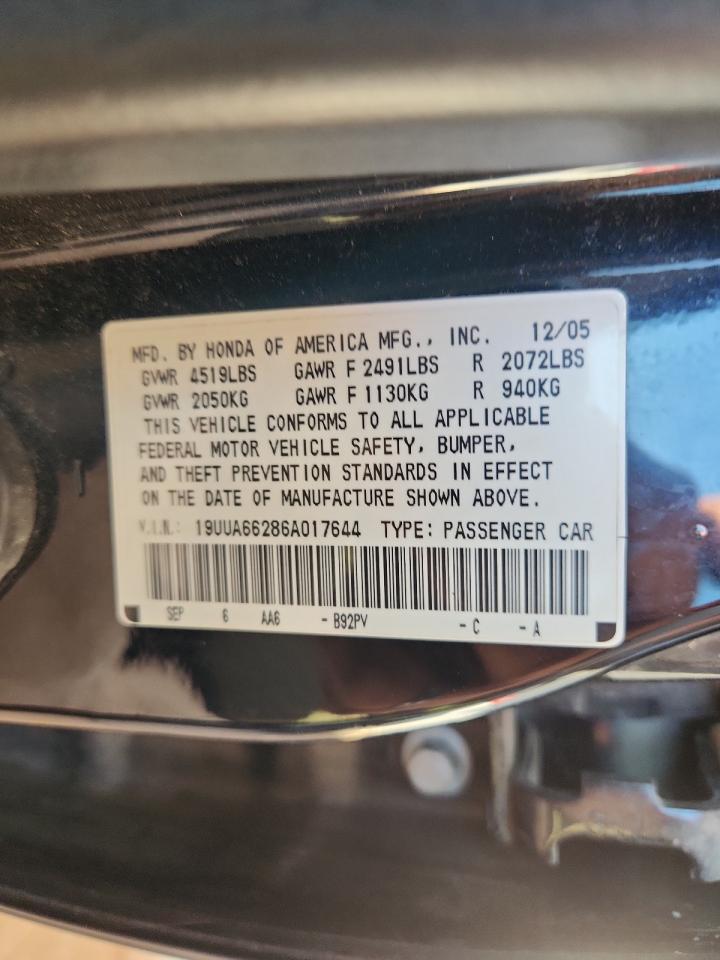 MFD. BY HONDA OF AMERICA MFG., INC. 12/05
GVWR 4519LBS GAWR F 2491LBS R 2072LBS
GVWR 2050KG GAWR F 1130KG R 940KG
THIS VEHICLE CONFORMS TO ALL APPLICABLE
FEDERAL MOTOR VEHICLE SAFETY, BUMPER,
AND THEFT PREVENTION STANDARDS IN EFFECT
ON THE DATE OF MANUFACTURE SHOWN ABOVE.
V.I.N.: 19UUA66286A017644 TYPE: PASSENGER CAR
SEP 6 AA6 - B92PV - C - A